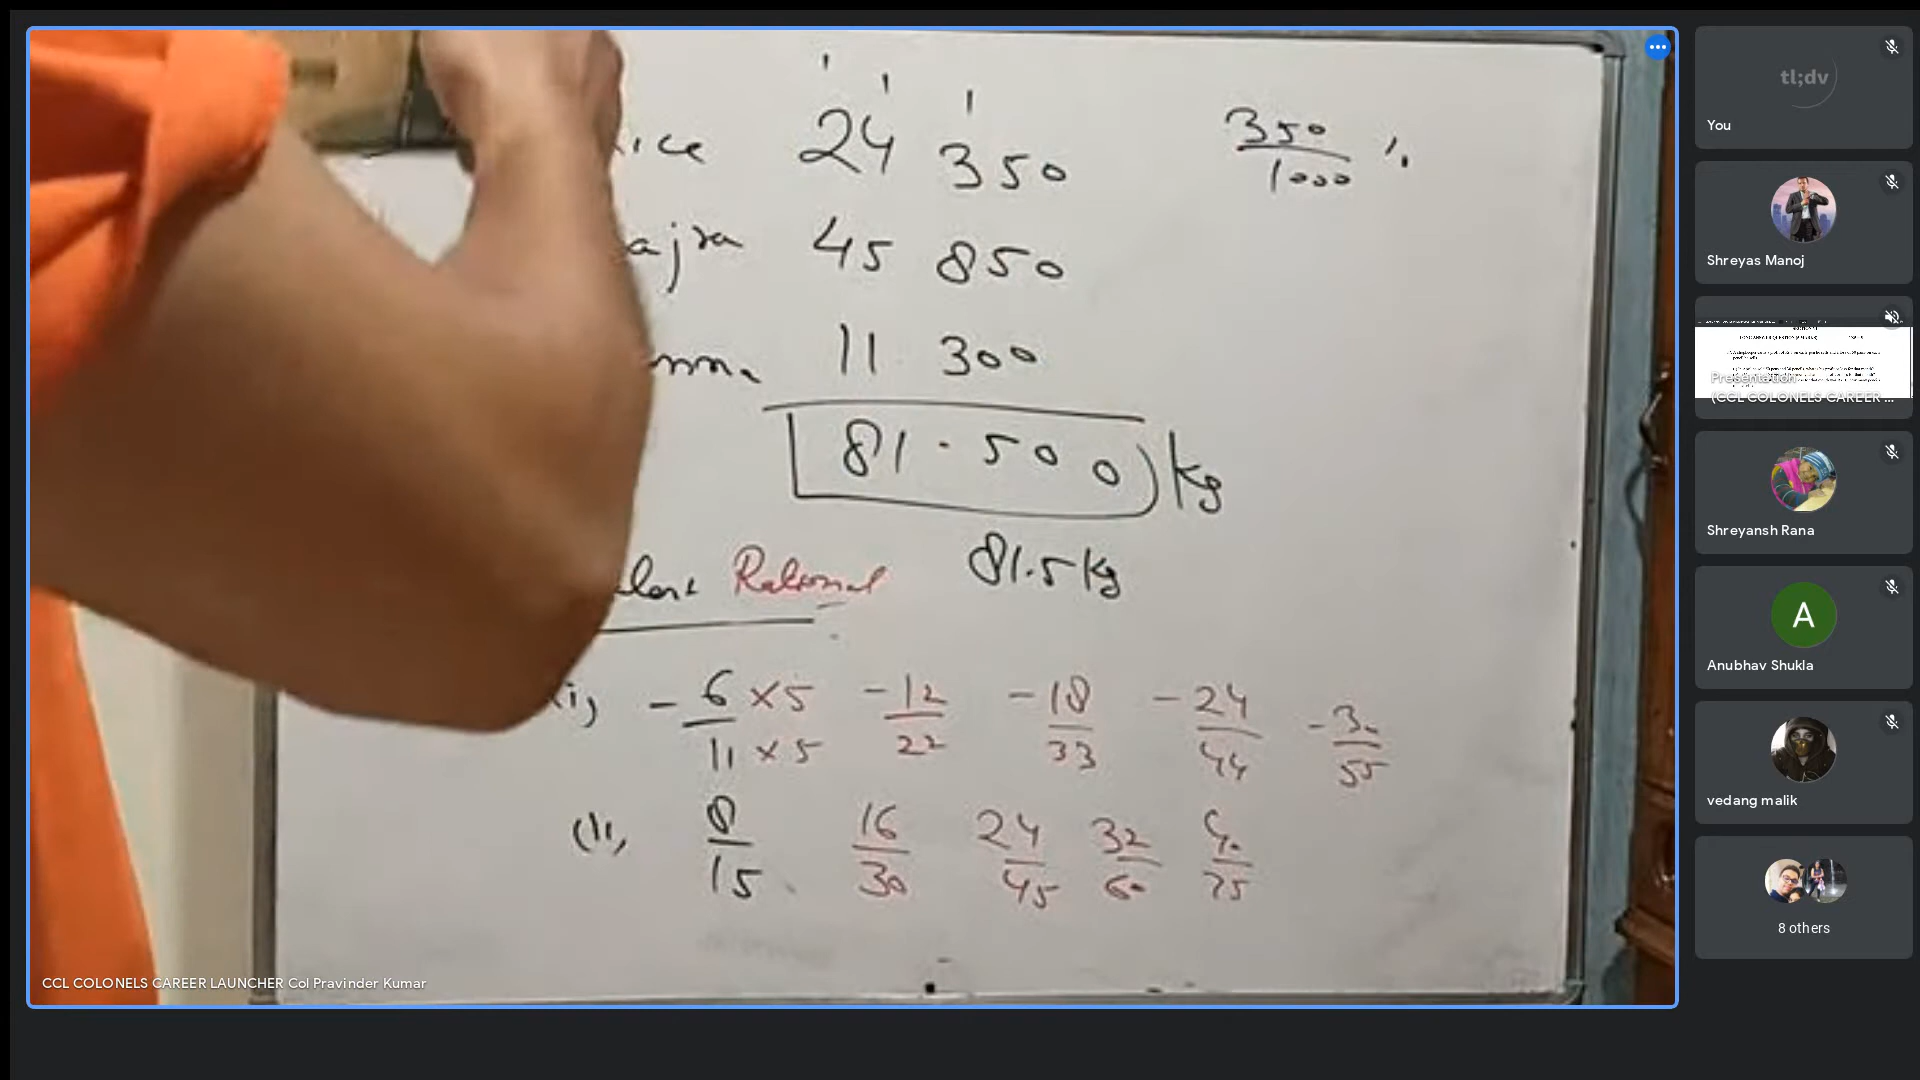 24 350
350/1000
45 850
11 300
81.500 kg
Rational 81.5 kg
-6/11 ×5/×5 -12/22 -18/33 -24/44 -30/55
8/15 16/30 24/45 32/60 40/75
CCL COLONELS CAREER LAUNCHER Col Pravinder Kumar
tl;dv
You
Shreyas Manoj
Presentation
(CCL COLONELS CAREER ...
Shreyansh Rana
A
Anubhav Shukla
vedang malik
8 others